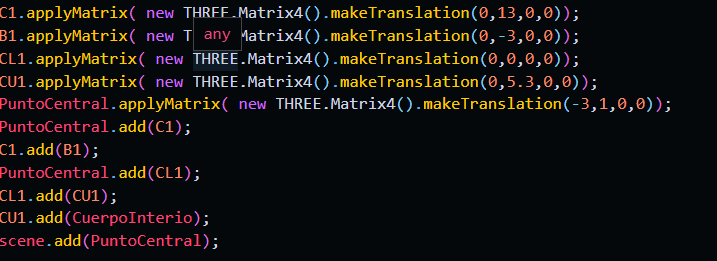 C1.applyMatrix( new THREE.Matrix4().makeTranslation(0,13,0,0));
B1.applyMatrix( new T any Matrix4().makeTranslation(0,-3,0,0));
CL1.applyMatrix( new THREE.Matrix4().makeTranslation(0,0,0,0));
CU1.applyMatrix( new THREE.Matrix4().makeTranslation(0,5.3,0,0));
PuntoCentral.applyMatrix( new THREE.Matrix4().makeTranslation(-3,1,0,0));
PuntoCentral.add(C1);
C1.add(B1);
PuntoCentral.add(CL1);
CL1.add(CU1);
CU1.add(CuerpoInterio);
scene.add(PuntoCentral);